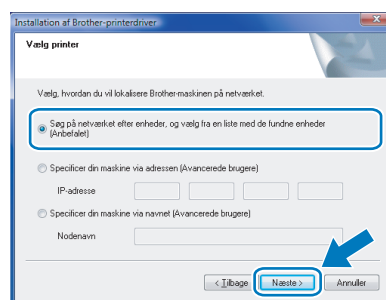 Installation af Brother-printerdriver
Vælg printer
Vælg, hvordan du vil lokalisere Brother-maskinen på netværket.
Søg på netværket efter enheder, og vælg fra en liste med de fundne enheder
(Anbefalet)
Specificer din maskine via adressen (Avancerede brugere)
IP-adresse
Specificer din maskine via navnet (Avancerede brugere)
Nodenavn
< Tilbage Næste > Annuller